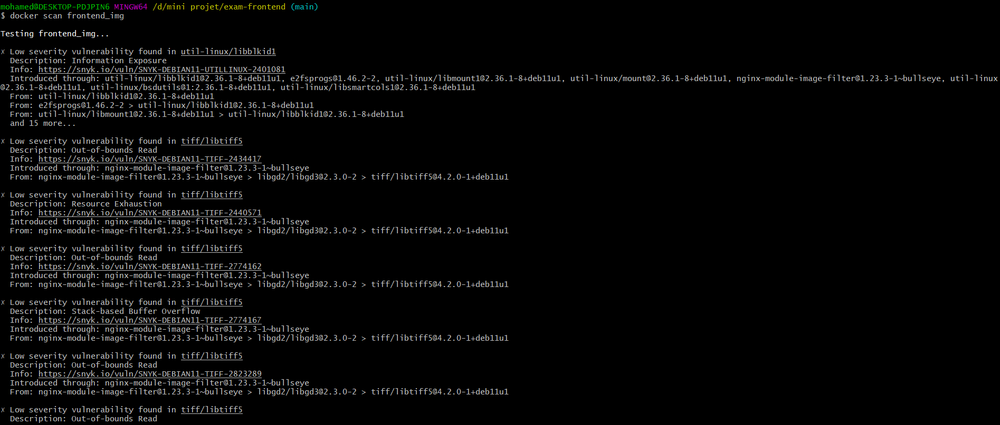 mohamed@DESKTOP-PDJPIN6 MINGW64 /d/mini projet/exam-frontend (main)
$ docker scan frontend_img
Testing frontend_img...
✗ Low severity vulnerability found in util-linux/libblkid1
Description: Information Exposure
Info: https://snyk.io/vuln/SNYK-DEBIAN11-UTILLINUX-2401081
Introduced through: util-linux/libblkid1@2.36.1-8+deb11u1, e2fsprogs@1.46.2-2, util-linux/libmount1@2.36.1-8+deb11u1, util-linux/mount@2.36.1-8+deb11u1, nginx-module-image-filter@1.23.3-1~bullseye, util-linux
@2.36.1-8+deb11u1, util-linux/bsdutils@1:2.36.1-8+deb11u1, util-linux/libsmartcols1@2.36.1-8+deb11u1
From: util-linux/libblkid1@2.36.1-8+deb11u1
From: e2fsprogs@1.46.2-2 > util-linux/libblkid1@2.36.1-8+deb11u1
From: util-linux/libmount1@2.36.1-8+deb11u1 > util-linux/libblkid1@2.36.1-8+deb11u1
and 15 more...
✗ Low severity vulnerability found in tiff/libtiff5
Description: Out-of-bounds Read
Info: https://snyk.io/vuln/SNYK-DEBIAN11-TIFF-2434417
Introduced through: nginx-module-image-filter@1.23.3-1~bullseye
From: nginx-module-image-filter@1.23.3-1~bullseye > libgd2/libgd3@2.3.0-2 > tiff/libtiff5@4.2.0-1+deb11u1
✗ Low severity vulnerability found in tiff/libtiff5
Description: Resource Exhaustion
Info: https://snyk.io/vuln/SNYK-DEBIAN11-TIFF-2440571
Introduced through: nginx-module-image-filter@1.23.3-1~bullseye
From: nginx-module-image-filter@1.23.3-1~bullseye > libgd2/libgd3@2.3.0-2 > tiff/libtiff5@4.2.0-1+deb11u1
✗ Low severity vulnerability found in tiff/libtiff5
Description: Out-of-bounds Read
Info: https://snyk.io/vuln/SNYK-DEBIAN11-TIFF-2774162
Introduced through: nginx-module-image-filter@1.23.3-1~bullseye
From: nginx-module-image-filter@1.23.3-1~bullseye > libgd2/libgd3@2.3.0-2 > tiff/libtiff5@4.2.0-1+deb11u1
✗ Low severity vulnerability found in tiff/libtiff5
Description: Stack-based Buffer Overflow
Info: https://snyk.io/vuln/SNYK-DEBIAN11-TIFF-2774167
Introduced through: nginx-module-image-filter@1.23.3-1~bullseye
From: nginx-module-image-filter@1.23.3-1~bullseye > libgd2/libgd3@2.3.0-2 > tiff/libtiff5@4.2.0-1+deb11u1
✗ Low severity vulnerability found in tiff/libtiff5
Description: Out-of-bounds Read
Info: https://snyk.io/vuln/SNYK-DEBIAN11-TIFF-2823289
Introduced through: nginx-module-image-filter@1.23.3-1~bullseye
From: nginx-module-image-filter@1.23.3-1~bullseye > libgd2/libgd3@2.3.0-2 > tiff/libtiff5@4.2.0-1+deb11u1
✗ Low severity vulnerability found in tiff/libtiff5
Description: Out-of-bounds Read